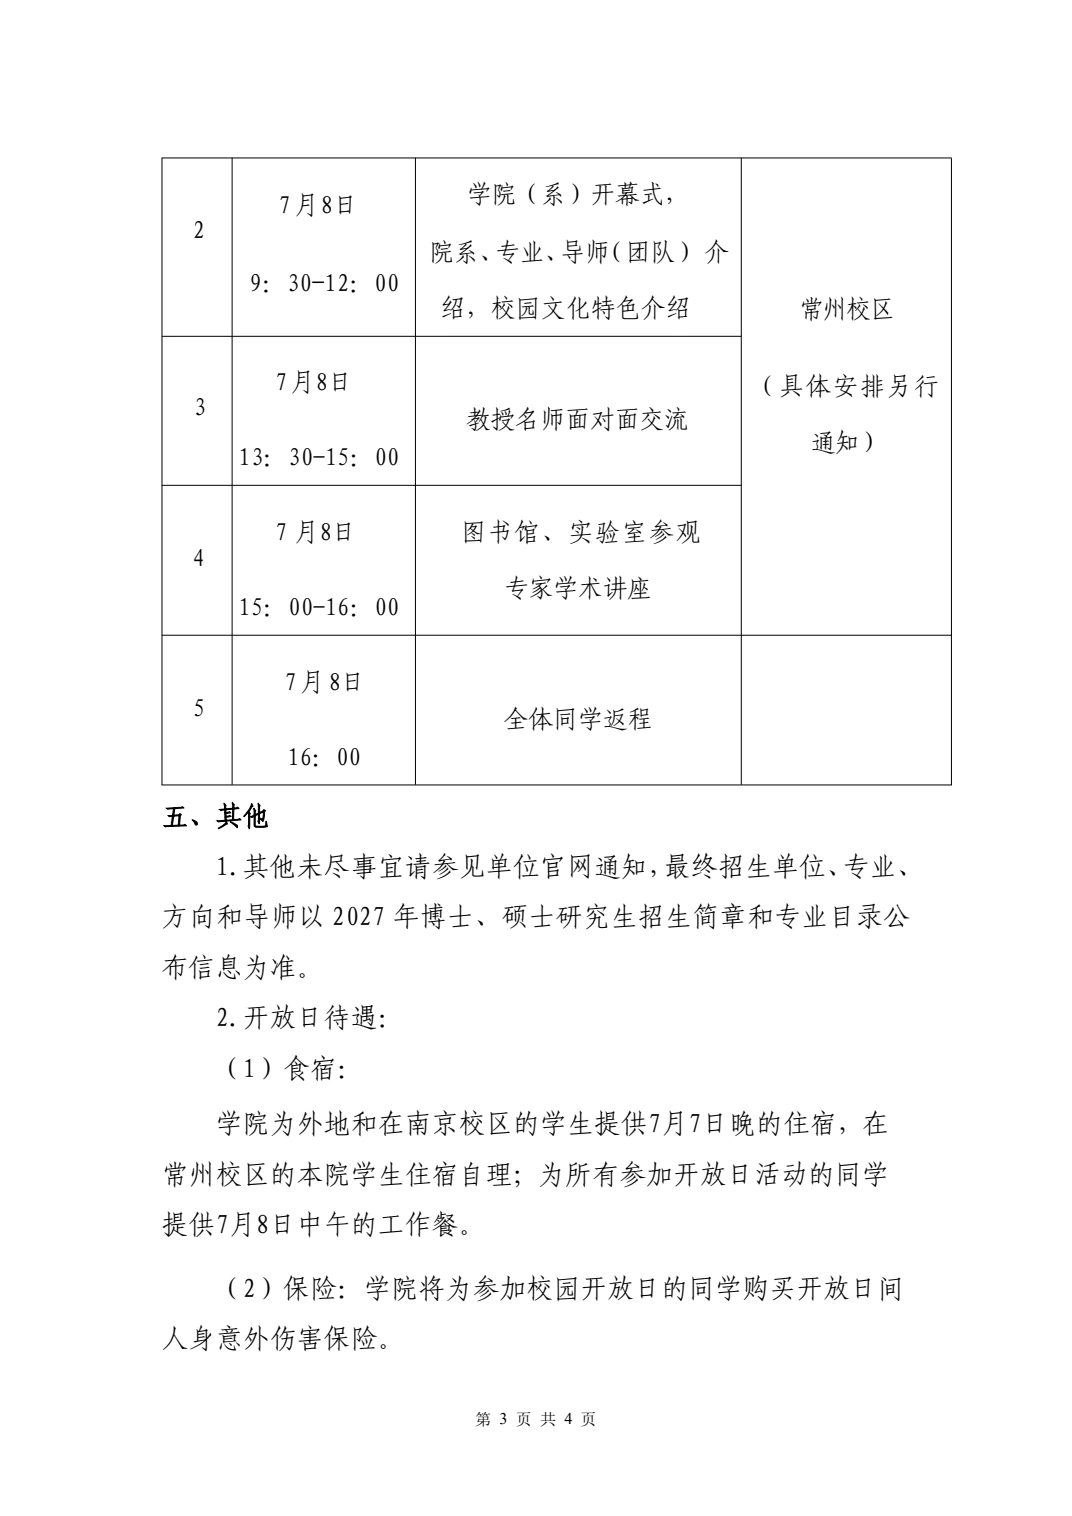 2
7月8日
9：30-12：00
学院（系）开幕式，
院系、专业、导师（团队）介
绍，校园文化特色介绍
常州校区
（具体安排另行
通知）
3
7月8日
13：30-15：00
教授名师面对面交流
4
7月8日
15：00-16：00
图书馆、实验室参观
专家学术讲座
5
7月8日
16：00
全体同学返程
五、其他
1.其他未尽事宜请参见单位官网通知，最终招生单位、专业、
方向和导师以 2027 年博士、硕士研究生招生简章和专业目录公
布信息为准。
2.开放日待遇：
（1）食宿：
学院为外地和在南京校区的学生提供7月7日晚的住宿，在
常州校区的本院学生住宿自理；为所有参加开放日活动的同学
提供7月8日中午的工作餐。
（2）保险：学院将为参加校园开放日的同学购买开放日间
人身意外伤害保险。
第 3 页 共 4 页